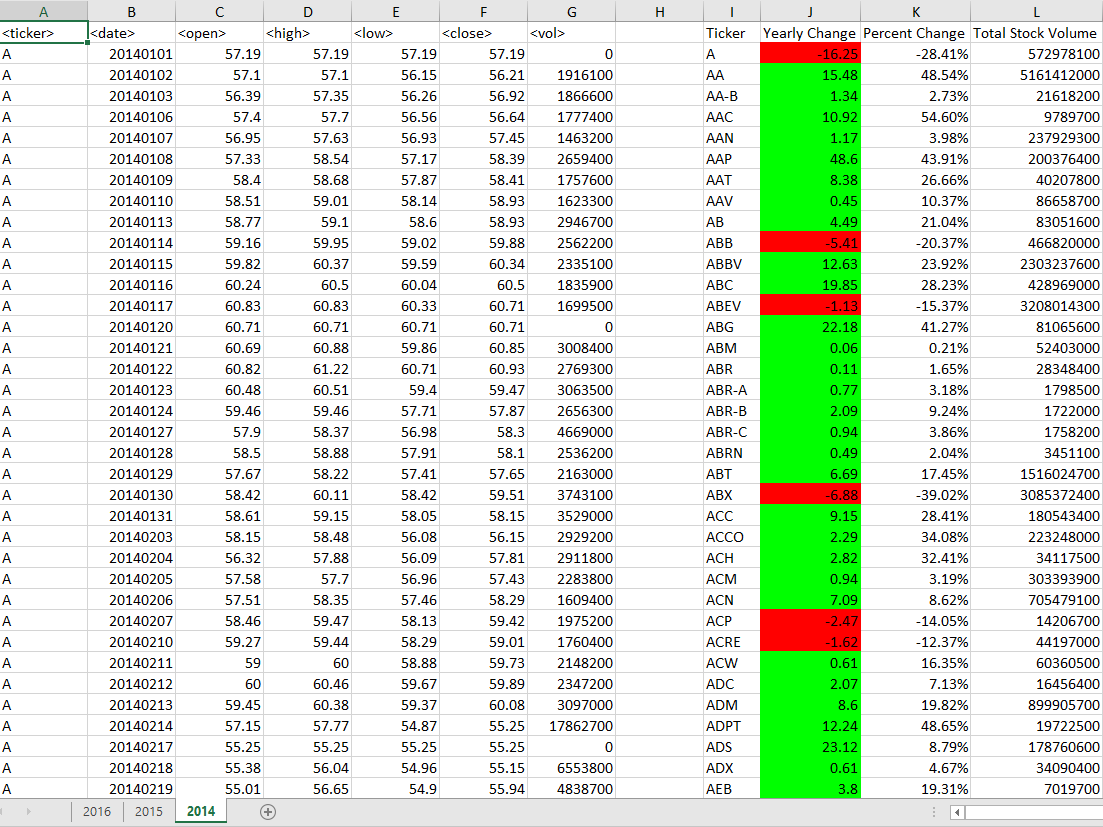 A B C D E F G H I J K L
<ticker> <date> <open> <high> <low> <close> <vol> Ticker Yearly Change Percent Change Total Stock Volume
A 20140101 57.19 57.19 57.19 57.19 0 A -16.25 -28.41% 572978100
A 20140102 57.1 57.1 56.15 56.21 1916100 AA 15.48 48.54% 5161412000
A 20140103 56.39 57.35 56.26 56.92 1866600 AA-B 1.34 2.73% 21618200
A 20140106 57.4 57.7 56.56 56.64 1777400 AAC 10.92 54.60% 9789700
A 20140107 56.95 57.63 56.93 57.45 1463200 AAN 1.17 3.98% 237929300
A 20140108 57.33 58.54 57.17 58.39 2659400 AAP 48.6 43.91% 200376400
A 20140109 58.4 58.68 57.87 58.41 1757600 AAT 8.38 26.66% 40207800
A 20140110 58.51 59.01 58.14 58.93 1623300 AAV 0.45 10.37% 86658700
A 20140113 58.77 59.1 58.6 58.93 2946700 AB 4.49 21.04% 83051600
A 20140114 59.16 59.95 59.02 59.88 2562200 ABB -5.41 -20.37% 466820000
A 20140115 59.82 60.37 59.59 60.34 2335100 ABBV 12.63 23.92% 2303237600
A 20140116 60.24 60.5 60.04 60.5 1835900 ABC 19.85 28.23% 428969000
A 20140117 60.83 60.83 60.33 60.71 1699500 ABEV -1.13 -15.37% 3208014300
A 20140120 60.71 60.71 60.71 60.71 0 ABG 22.18 41.27% 81065600
A 20140121 60.69 60.88 59.86 60.85 3008400 ABM 0.06 0.21% 52403000
A 20140122 60.82 61.22 60.71 60.93 2769300 ABR 0.11 1.65% 28348400
A 20140123 60.48 60.51 59.4 59.47 3063500 ABR-A 0.77 3.18% 1798500
A 20140124 59.46 59.46 57.71 57.87 2656300 ABR-B 2.09 9.24% 1722000
A 20140127 57.9 58.37 56.98 58.3 4669000 ABR-C 0.94 3.86% 1758200
A 20140128 58.5 58.88 57.91 58.1 2536200 ABRN 0.49 2.04% 3451100
A 20140129 57.67 58.22 57.41 57.65 2163000 ABT 6.69 17.45% 1516024700
A 20140130 58.42 60.11 58.42 59.51 3743100 ABX -6.88 -39.02% 3085372400
A 20140131 58.61 59.15 58.05 58.15 3529000 ACC 9.15 28.41% 180543400
A 20140203 58.15 58.48 56.08 56.15 2929200 ACCO 2.29 34.08% 223248000
A 20140204 56.32 57.88 56.09 57.81 2911800 ACH 2.82 32.41% 34117500
A 20140205 57.58 57.7 56.96 57.43 2283800 ACM 0.94 3.19% 303393900
A 20140206 57.51 58.35 57.46 58.29 1609400 ACN 7.09 8.62% 705479100
A 20140207 58.46 59.47 58.13 59.42 1975200 ACP -2.47 -14.05% 14206700
A 20140210 59.27 59.44 58.29 59.01 1760400 ACRE -1.62 -12.37% 44197000
A 20140211 59 60 58.88 59.73 2148200 ACW 0.61 16.35% 60360500
A 20140212 60 60.46 59.67 59.89 2347200 ADC 2.07 7.13% 16456400
A 20140213 59.45 60.38 59.37 60.08 3097000 ADM 8.6 19.82% 899905700
A 20140214 57.15 57.77 54.87 55.25 17862700 ADPT 12.24 48.65% 19722500
A 20140217 55.25 55.25 55.25 55.25 0 ADS 23.12 8.79% 178760600
A 20140218 55.38 56.04 54.96 55.15 6553800 ADX 0.61 4.67% 34090400
A 20140219 55.01 56.65 54.9 55.94 4838700 AEB 3.8 19.31% 7019700
2016 2015 2014